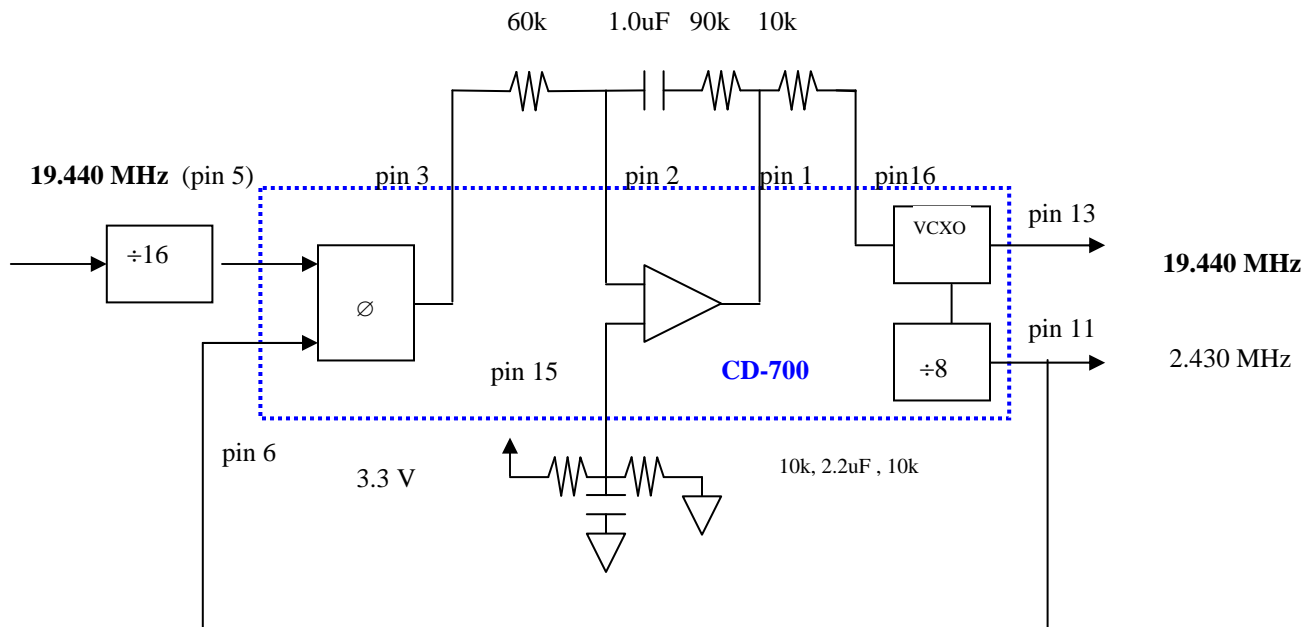 60k 1.0uF 90k 10k
19.440 MHz (pin 5)
pin 3 pin 2 pin 1 pin16
÷16
∅
VCXO
pin 13
19.440 MHz
pin 11
÷8
2.430 MHz
pin 15
CD-700
pin 6
3.3 V
10k, 2.2uF , 10k